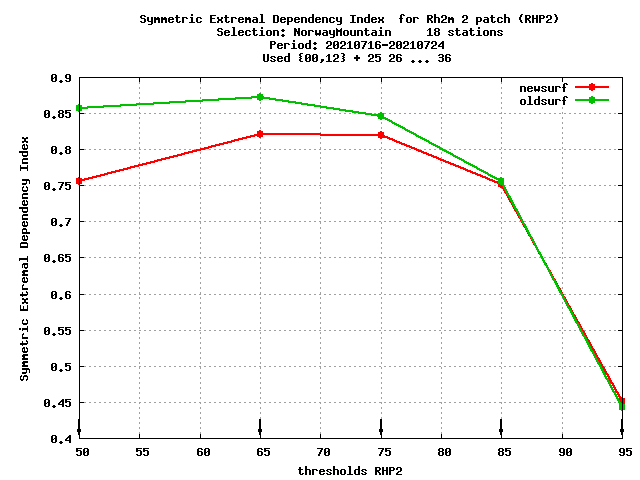 Symmetric Extremal Dependency Index  for Rh2m 2 patch (RHP2)
Selection: NorwayMountain     18 stations
Period: 20210716-20210724
Used {00,12} + 25 26 ... 36
newsurf
oldsurf
Symmetric Extremal Dependency Index
0.9
0.85
0.8
0.75
0.7
0.65
0.6
0.55
0.5
0.45
0.4
50 55 60 65 70 75 80 85 90 95
thresholds RHP2